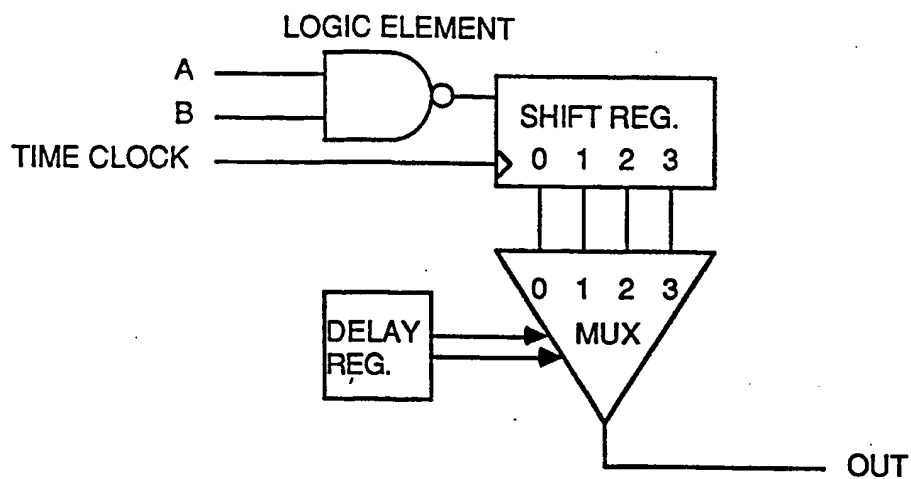 LOGIC ELEMENT
A
B
TIME CLOCK
SHIFT REG.
0 1 2 3
0 1 2 3
MUX
DELAY
REG.
OUT